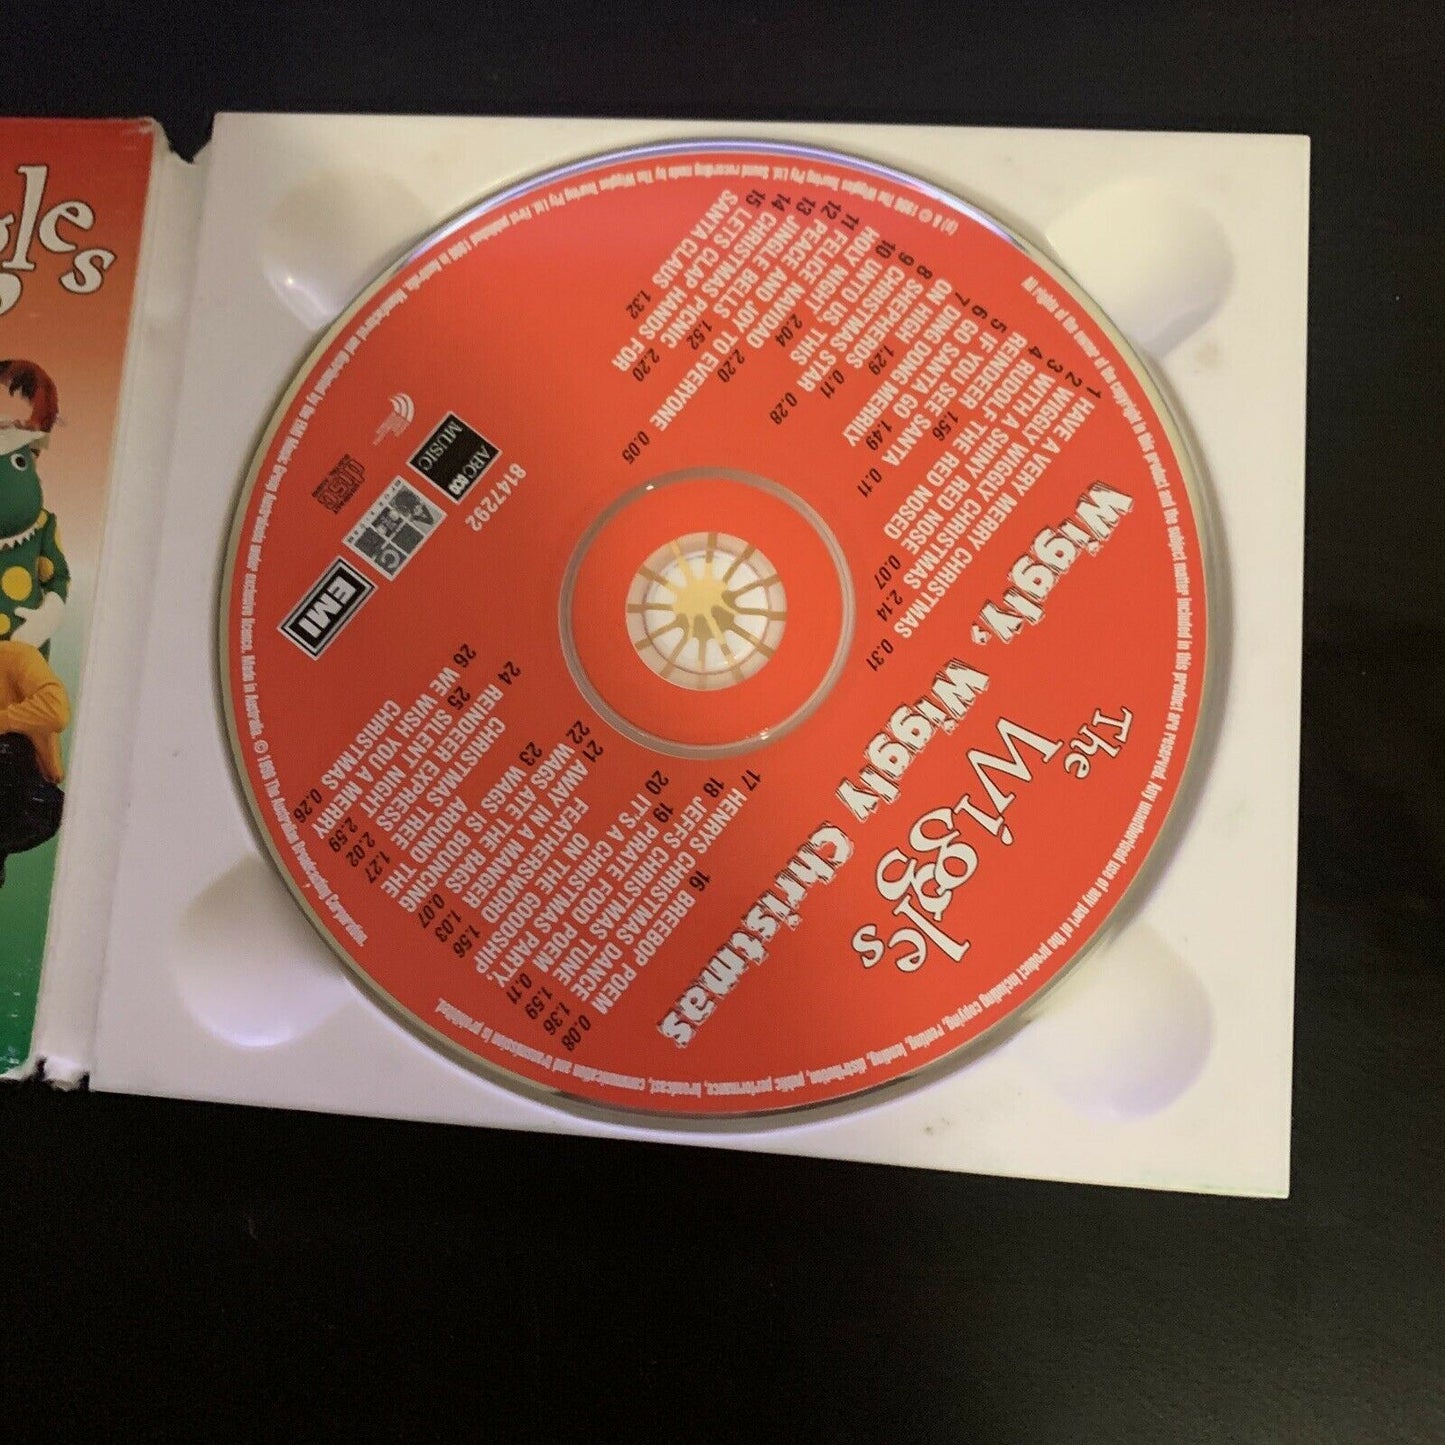 The Wiggles
Wiggly, Wiggly Christmas
1 HAVE A VERY MERRY CHRISTMAS 0.31
2 WIGGLY WIGGLY CHRISTMAS 2.14
3 WITH A SHINY RED NOSE 0.07
4 RUDOLF THE RED NOSED
REINDEER 1.56
5 IF YOU SEE SANTA 0.11
6 GO SANTA GO 1.49
7 DING DONG MERRILY
ON HIGH 1.29
8 SHEPHERDS 0.11
9 CHRISTMAS STAR 0.28
10 UNTO US THIS
HOLY NIGHT 2.04
11 FELICE NAVIDAD 2.20
12 PEACE AND JOY TO EVERYONE 0.05
13 JINGLE BELLS 1.52
14 CHRISTMAS PICNIC 2.20
15 LETS CLAP HANDS FOR
SANTA CLAUS 1.32
16 POEM 0.08
17 HENRYS CHRISTMAS DANCE 1.36
18 JEFFS CHRISTMAS TUNE 1.59
19 PIRATE FOOD POEM 0.11
20 IT'S A CHRISTMAS PARTY
ON THE GOODSHIP
FEATHERSWORD 1.56
21 AWAY IN A MANGER 1.03
22 WAGS ATE THE BAGS 0.07
23 WAGS IS BOUNCING
AROUND THE
CHRISTMAS TREE 1.27
24 REINDEER EXPRESS 2.02
25 SILENT NIGHT 2.59
26 WE WISH YOU A MERRY
CHRISTMAS 0.26
8147292
ABC
MUSIC
EMI
gles